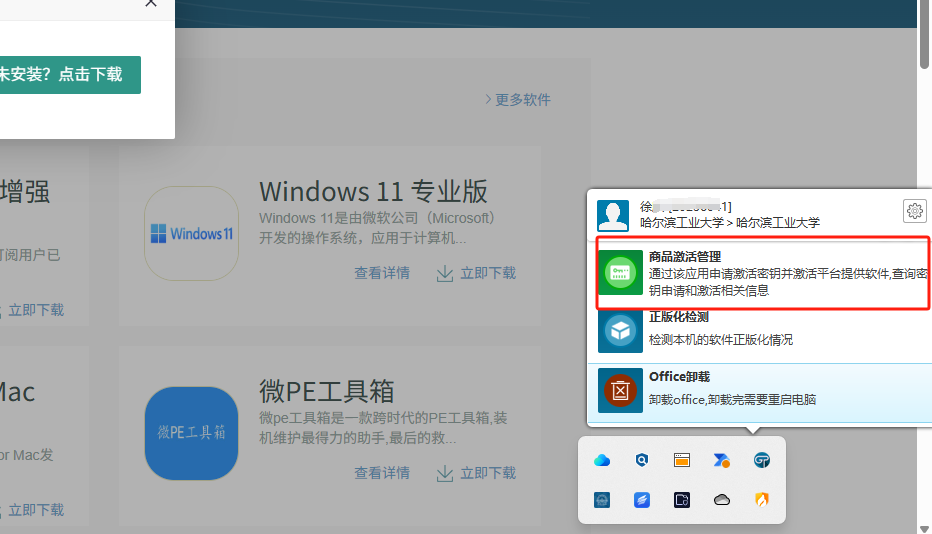 未安装？点击下载
更多软件
增强
订阅用户已
立即下载
Windows 11
Windows 11 专业版
Windows 11是由微软公司（Microsoft）
开发的操作系统，应用于计算机...
查看详情 立即下载
Mac
or Mac发
立即下载
微PE工具箱
微PE工具箱
微pe工具箱是一款跨时代的PE工具箱,装
机维护最得力的助手,最后的救...
查看详情 立即下载
哈尔滨工业大学 > 哈尔滨工业大学
商品激活管理
通过该应用申请激活密钥并激活平台提供软件,查询密
钥申请和激活相关信息
正版化检测
检测本机的软件正版化情况
Office卸载
卸载office,卸载完需要重启电脑